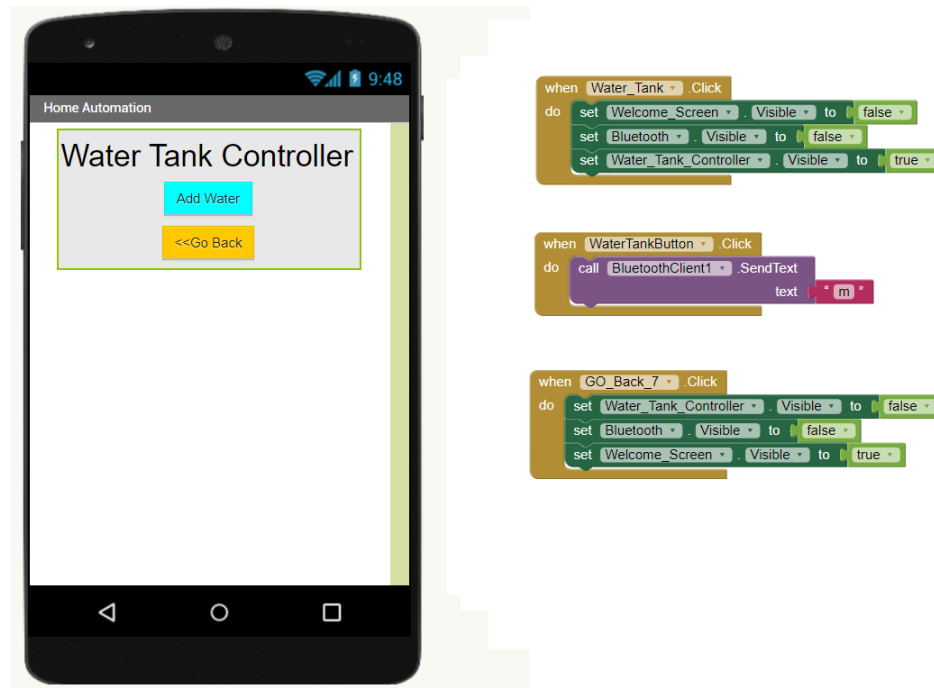 9:48
Home Automation
Water Tank Controller
Add Water
<<Go Back
when Water_Tank .Click
do set Welcome_Screen . Visible to false
set Bluetooth . Visible to false
set Water_Tank_Controller . Visible to true
when WaterTankButton .Click
do call BluetoothClient1 .SendText
text “ m ”
when GO_Back_7 .Click
do set Water_Tank_Controller . Visible to false
set Bluetooth . Visible to false
set Welcome_Screen . Visible to true